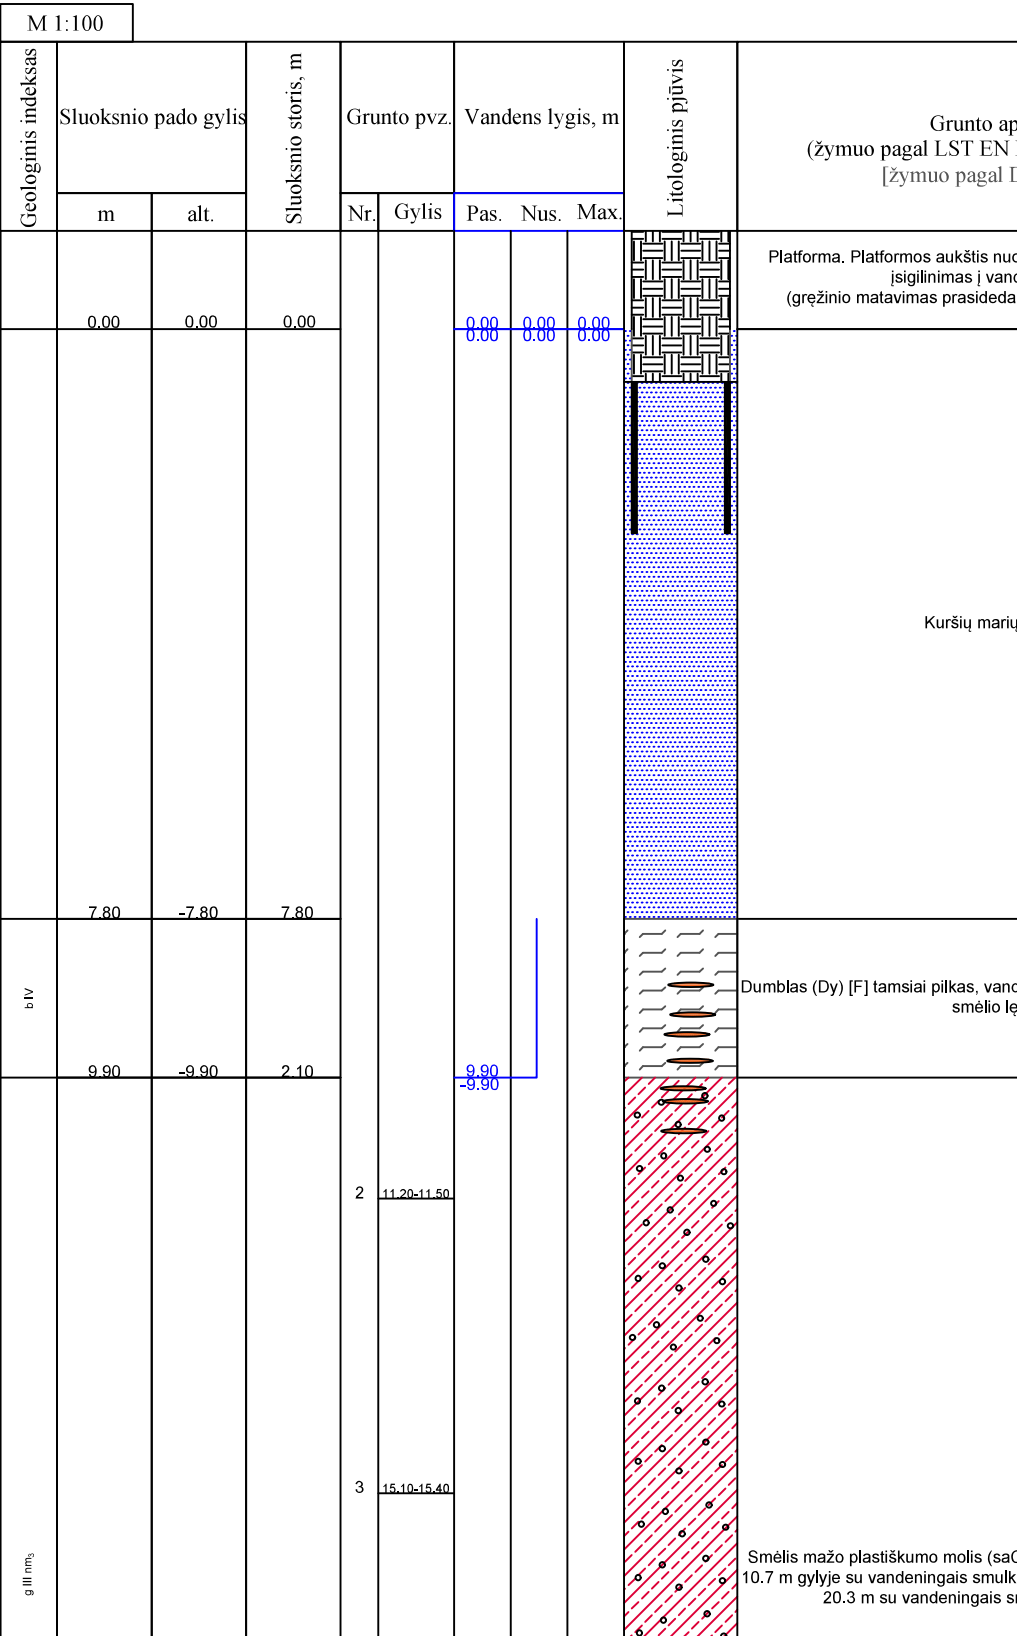 M 1:100
Geologinis indeksas
Sluoksnio pado gylis
Sluoksnio storis, m
Grunto pvz.
Vandens lygis, m
Litologinis pjūvis
Grunto ap
(žymuo pagal LST EN
[žymuo pagal D
m
alt.
Nr.
Gylis
Pas.
Nus.
Max.
Platforma. Platformos aukštis nuo
įsigilinimas į vand
(gręžinio matavimas prasideda
0.00 0.00 0.00 0.00 0.00 0.00
0.00 0.00 0.00
Kuršių marių
7.80 -7.80 7.80
b IV
Dumblas (Dy) [F] tamsiai pilkas, vand
smėlio lę
9.90 -9.90 2.10 9.90
-9.90
2 11.20-11.50
3 15.10-15.40
g III nm₃
Smėlis mažo plastiškumo molis (saC
10.7 m gylyje su vandeningais smulk
20.3 m su vandeningais sm